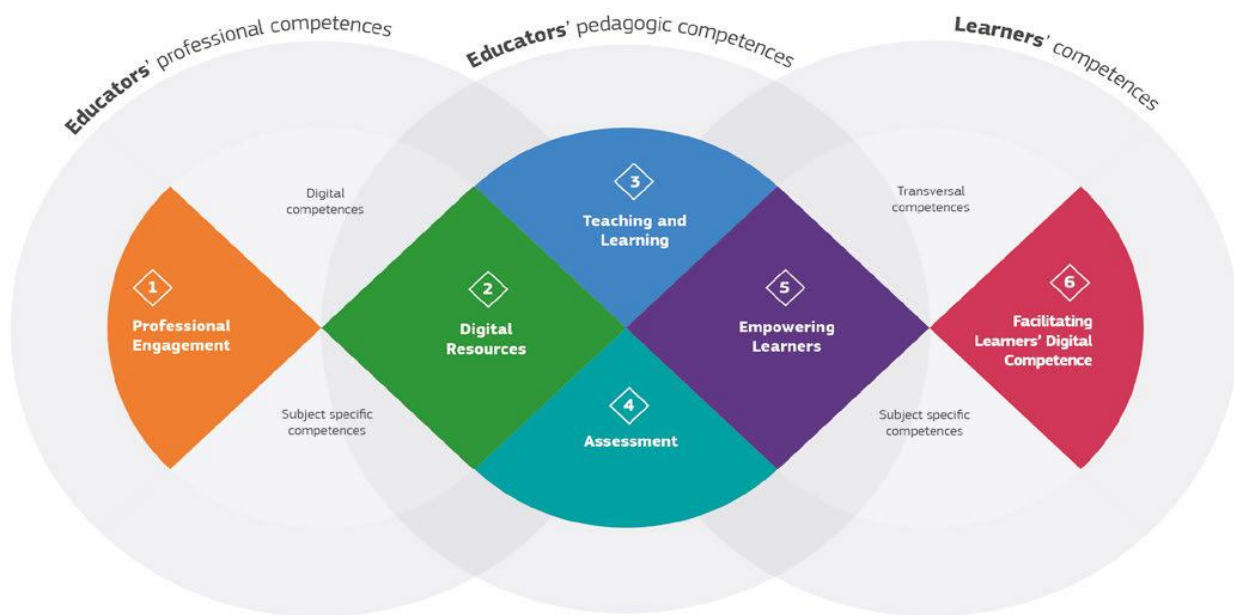 Educators' professional competences
Educators' pedagogic competences
Learners' competences
Digital
competences
3
Teaching and
Learning
Transversal
competences
1
Professional
Engagement
2
Digital
Resources
5
Empowering
Learners
6
Facilitating
Learners' Digital
Competence
Subject specific
competences
4
Assessment
Subject specific
competences